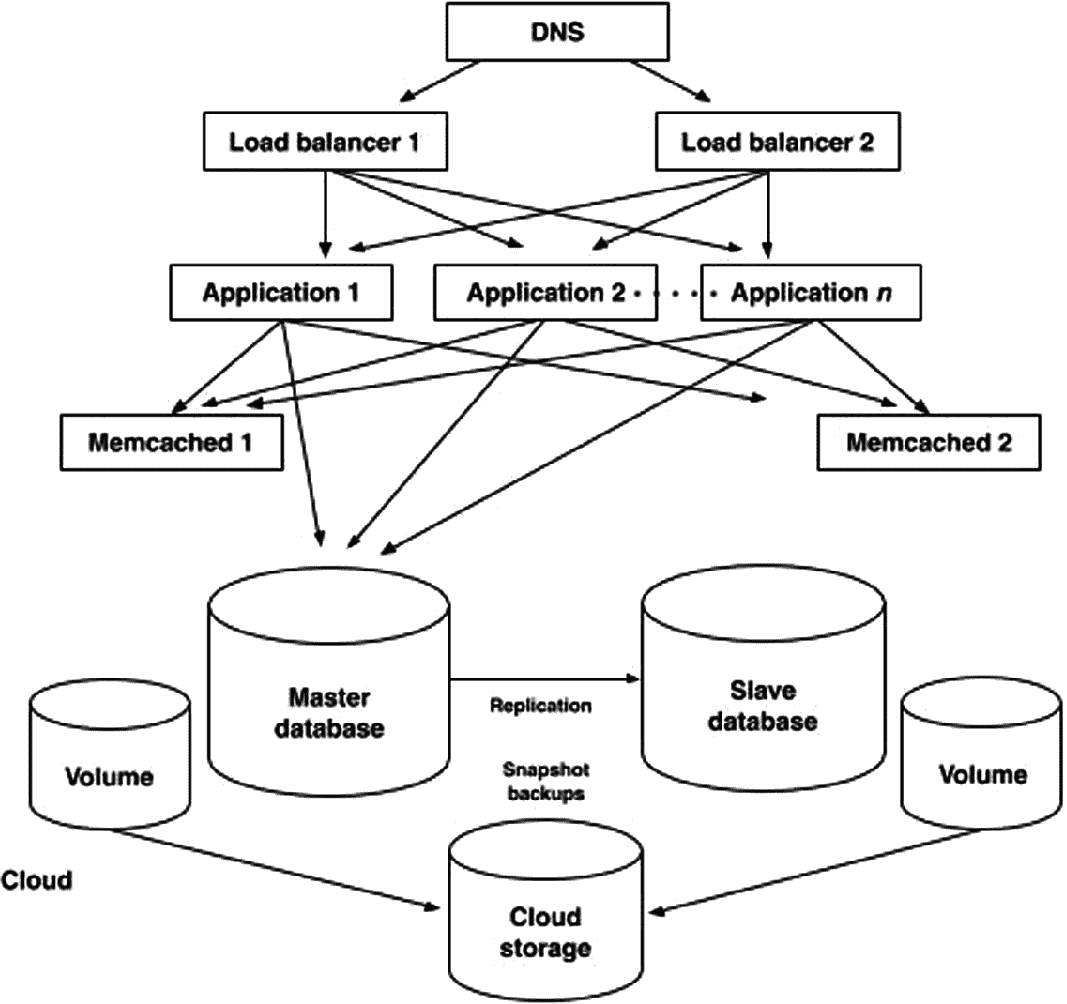 DNS
Load balancer 1
Load balancer 2
Application 1
Application 2
Application n
Memcached 1
Memcached 2
Master
database
Replication
Slave
database
Volume
Snapshot
backups
Volume
Cloud
Cloud
storage